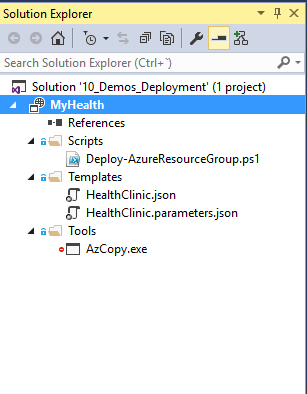 Solution Explorer
Search Solution Explorer (Ctrl+`)
Solution '10_Demos_Deployment' (1 project)
MyHealth
References
Scripts
Deploy-AzureResourceGroup.ps1
Templates
HealthClinic.json
HealthClinic.parameters.json
Tools
AzCopy.exe